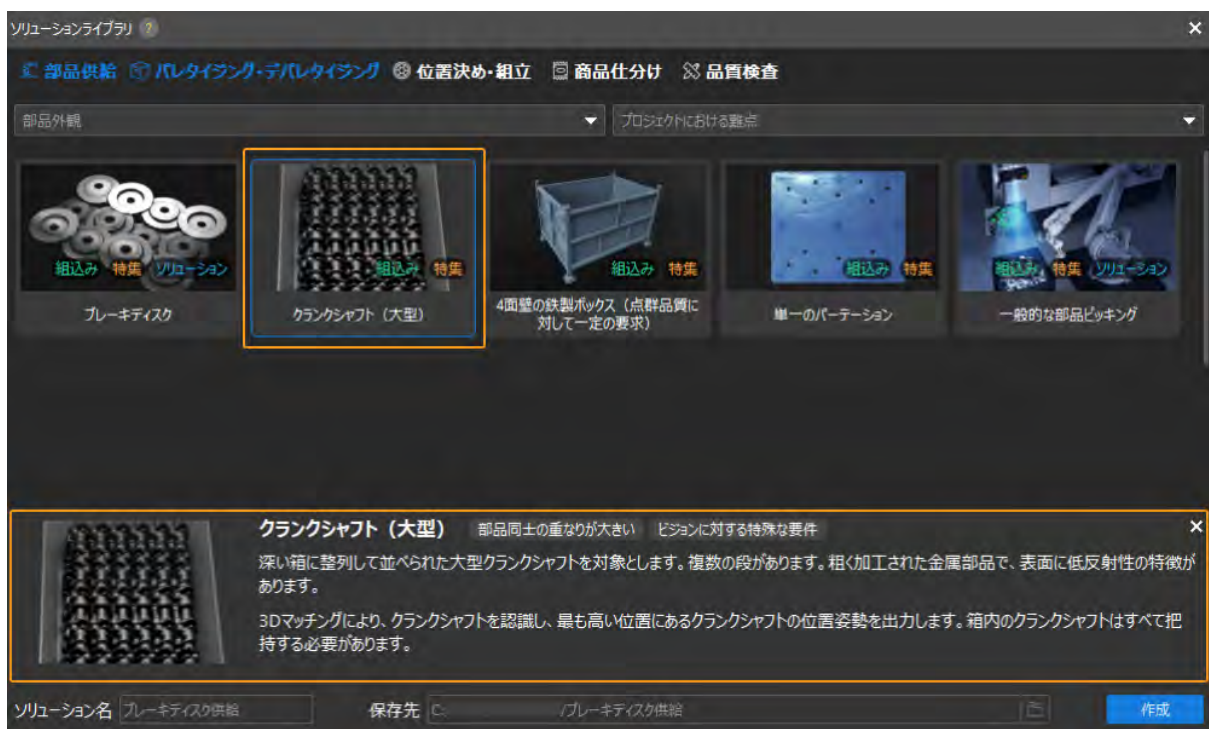 ソリューションライブラリ ?
部品供給 パレタイジング・デパレタイジング 位置決め・組立 商品仕分け 品質検査
部品外観 プロジェクトにおける難点
組込み 特集 ソリューション
組込み 特集
組込み 特集
組込み 特集
組込み 特集 ソリューション
ブレーキディスク
クランクシャフト（大型）
4面壁の鉄製ボックス（点群品質に
対して一定の要求）
単一のパーテーション
一般的な部品ピッキング
クランクシャフト（大型） 部品同士の重なりが大きい ビジョンに対する特殊な要件
深い箱に整列して並べられた大型クランクシャフトを対象とします。複数の段があります。粗く加工された金属部品で、表面に低反射性の特徴が
あります。
3Dマッチングにより、クランクシャフトを認識し、最も高い位置にあるクランクシャフトの位置姿勢を出力します。箱内のクランクシャフトはすべて把
持する必要があります。
ソリューション名 ブレーキディスク供給 保存先 C: /ブレーキディスク供給 作成